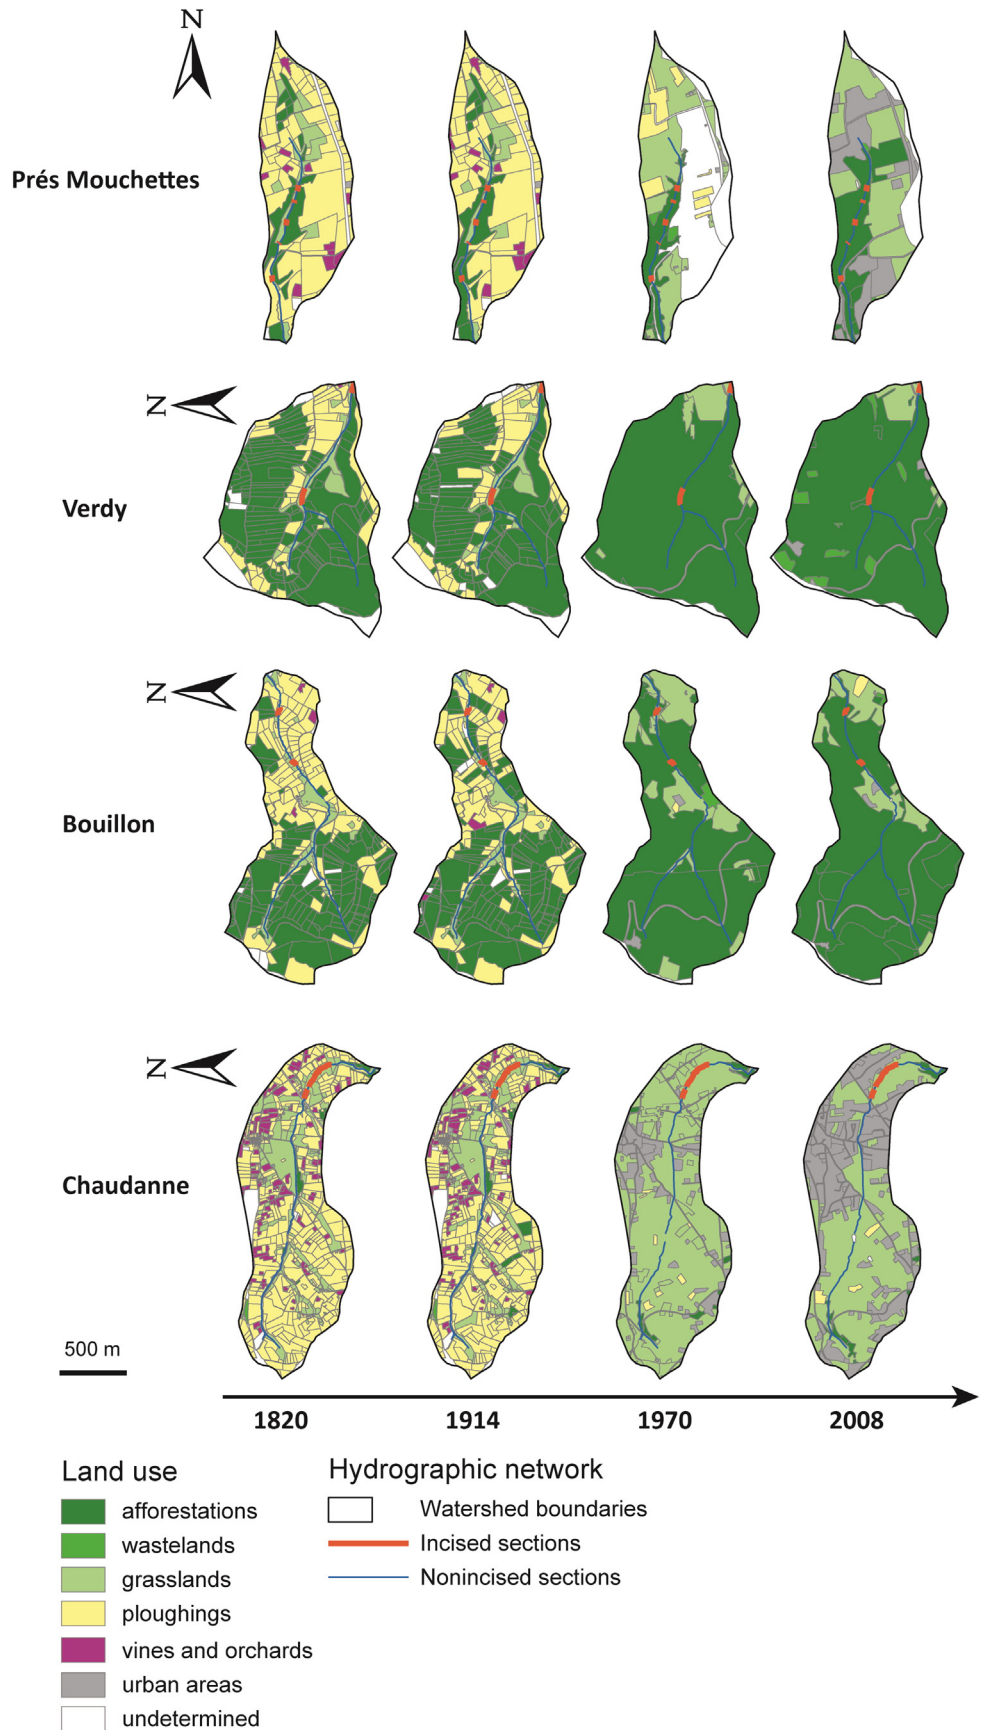 N
Prés Mouchettes
N
Verdy
N
Bouillon
N
Chaudanne
500 m
1820 1914 1970 2008
Land use
afforestations
wastelands
grasslands
ploughings
vines and orchards
urban areas
undetermined
Hydrographic network
Watershed boundaries
Incised sections
Nonincised sections